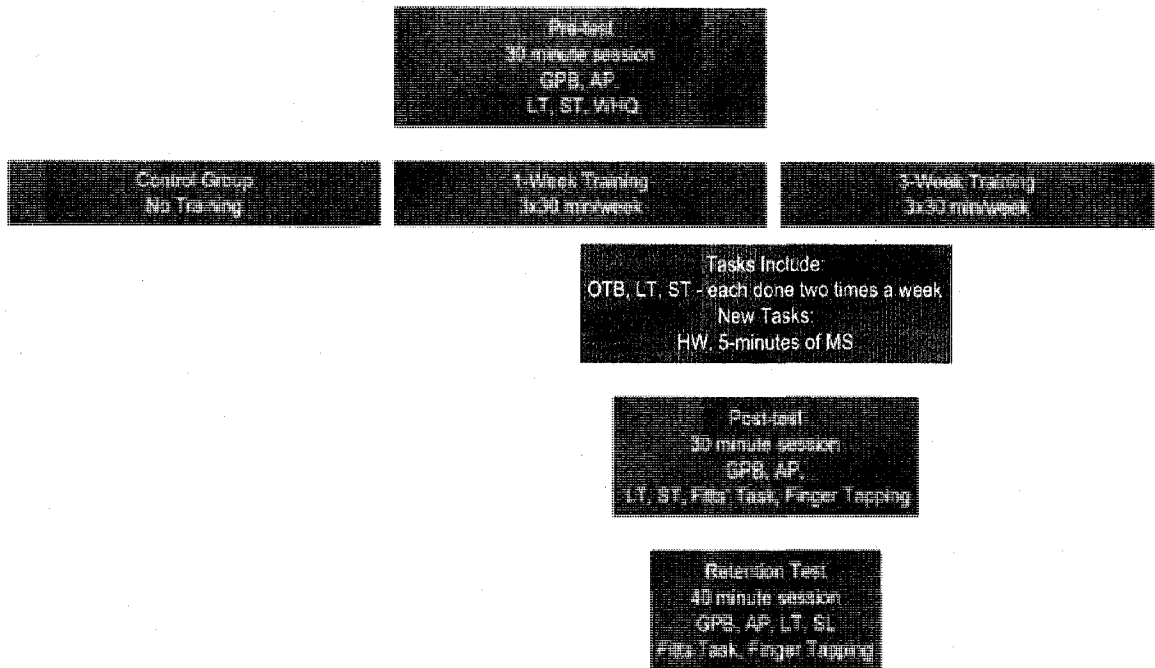 Pre-test
30 minute session
GPB, AP,
LT, ST, WHQ
Control Group
No Training
1-Week Training
3x30 min/week
3-Week Training
3x30 min/week
Tasks Include:
OTB, LT, ST - each done two times a week
New Tasks:
HW, 5-minutes of MS
Post-test
30 minute session
GPB, AP,
LT, ST, Fitts' Task, Finger Tapping
Retention Test
40 minute session
GPB, AP, LT, SL
Fitts Task, Finger Tapping